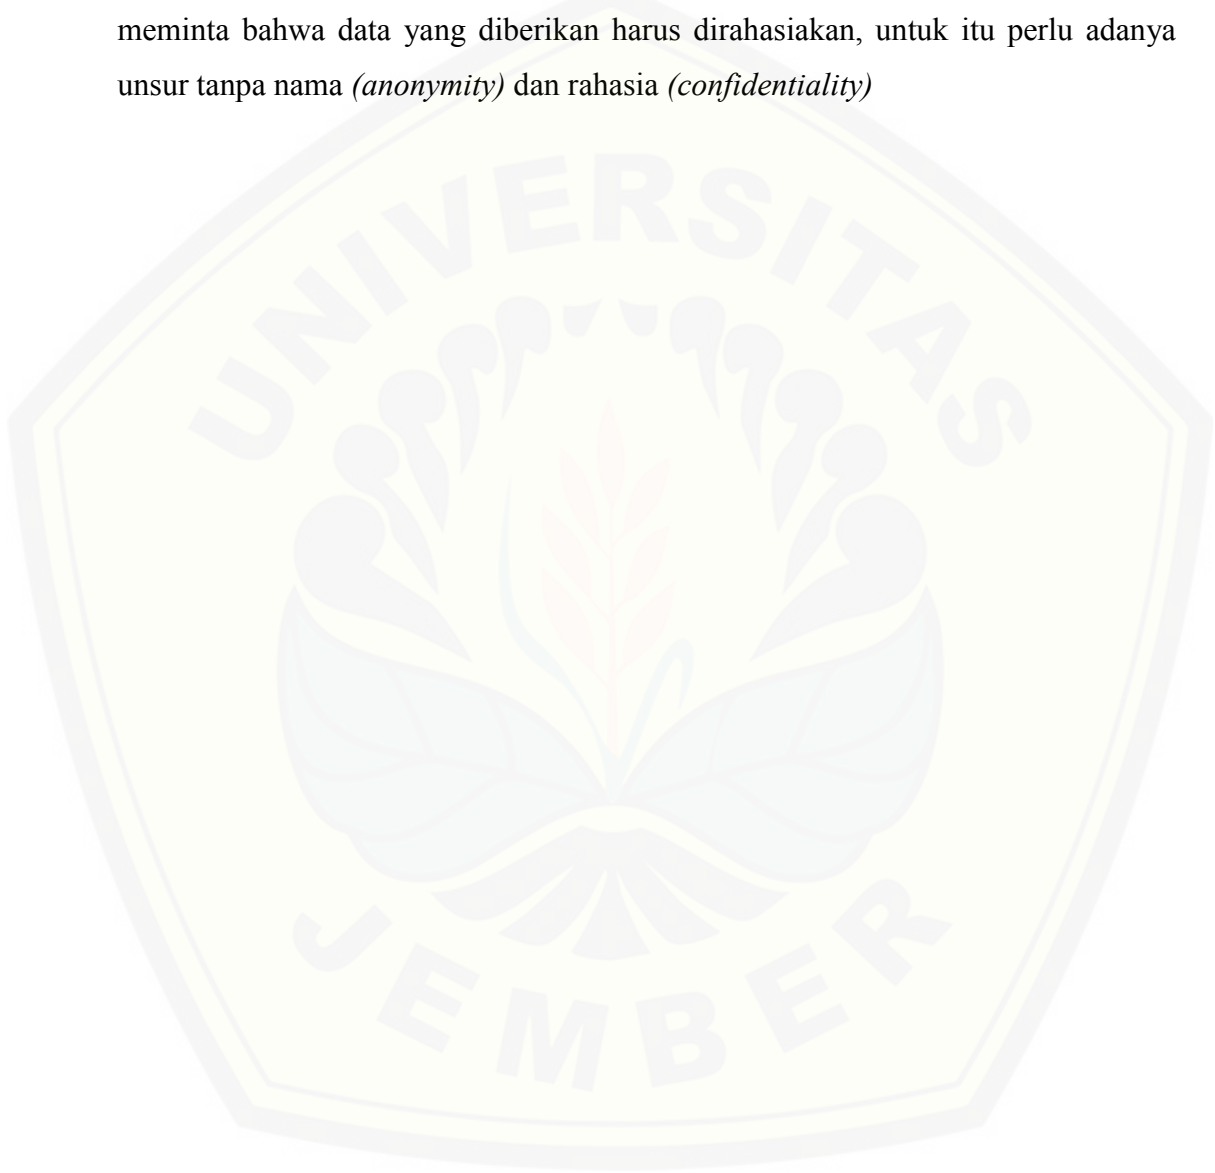 meminta bahwa data yang diberikan harus dirahasiakan, untuk itu perlu adanya
unsur tanpa nama (anonymity) dan rahasia (confidentiality)
UNIVERSITAS
JEMBER